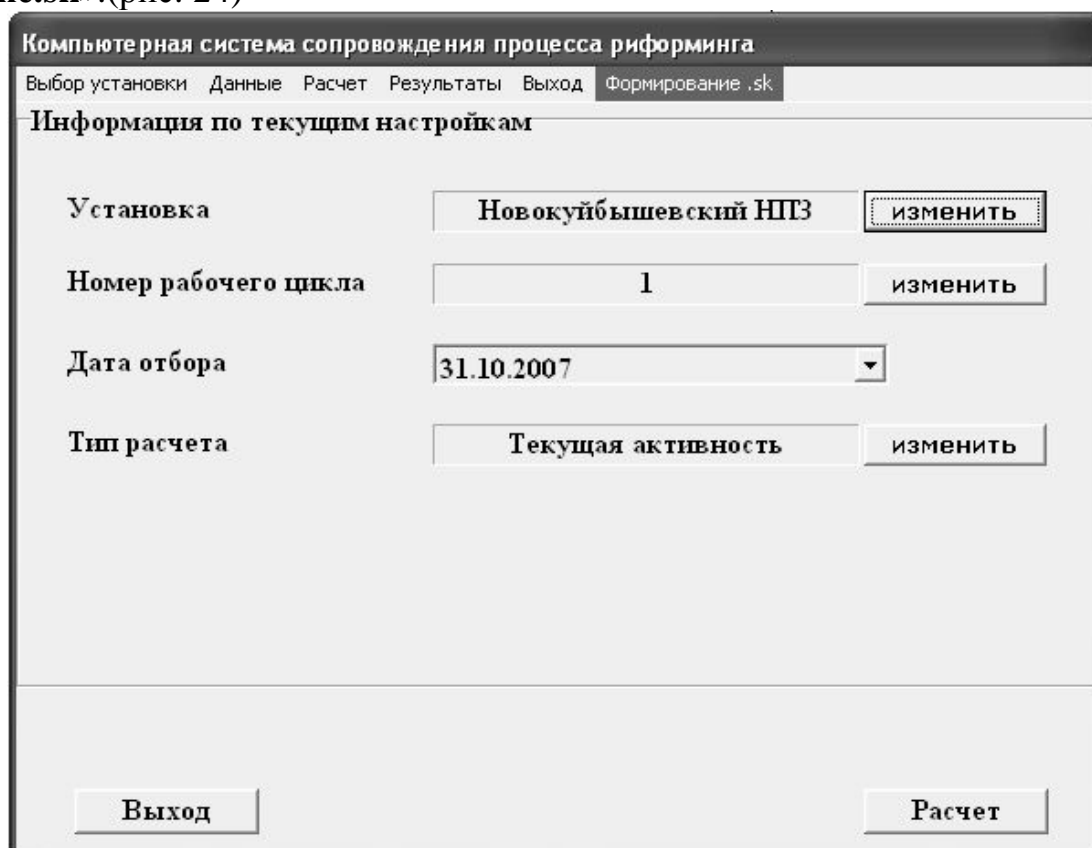 (рис. 24)
Компьютерная система сопровождения процесса риформинга
Выбор установки Данные Расчет Результаты Выход Формирование .sk
Информация по текущим настройкам
Установка Новокуйбышевский НПЗ изменить
Номер рабочего цикла 1 изменить
Дата отбора 31.10.2007
Тип расчета Текущая активность изменить
Выход Расчет